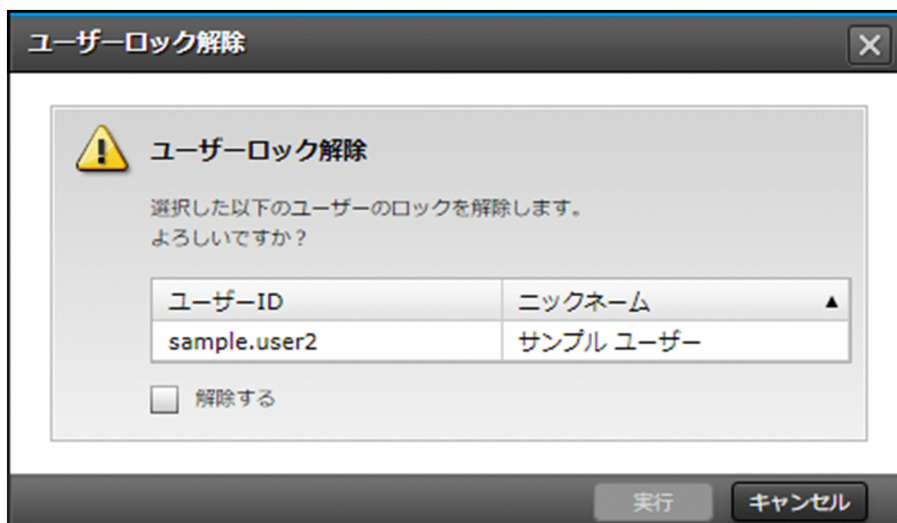 ユーザーロック解除
ユーザーロック解除
選択した以下のユーザーのロックを解除します。
よろしいですか？
ユーザーID ニックネーム ▲
sample.user2 サンプル ユーザー
解除する
実行 キャンセル